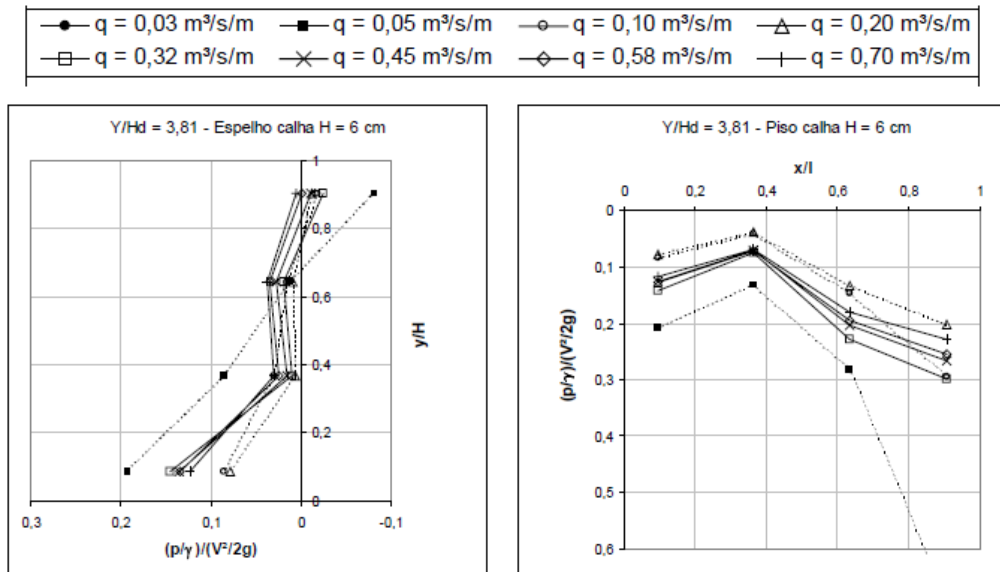 q = 0,03 m³/s/m q = 0,05 m³/s/m q = 0,10 m³/s/m q = 0,20 m³/s/m
q = 0,32 m³/s/m q = 0,45 m³/s/m q = 0,58 m³/s/m q = 0,70 m³/s/m
Y/Hd = 3,81 - Espelho calha H = 6 cm
1
0,8
0,6
0,4
0,2
0
y/H
0,3 0,2 0,1 0 -0,1
(p/γ)/(V²/2g)
Y/Hd = 3,81 - Piso calha H = 6 cm
x/l
0 0,2 0,4 0,6 0,8 1
0
0,1
0,2
0,3
0,4
0,5
0,6
(p/γ)/(V²/2g)